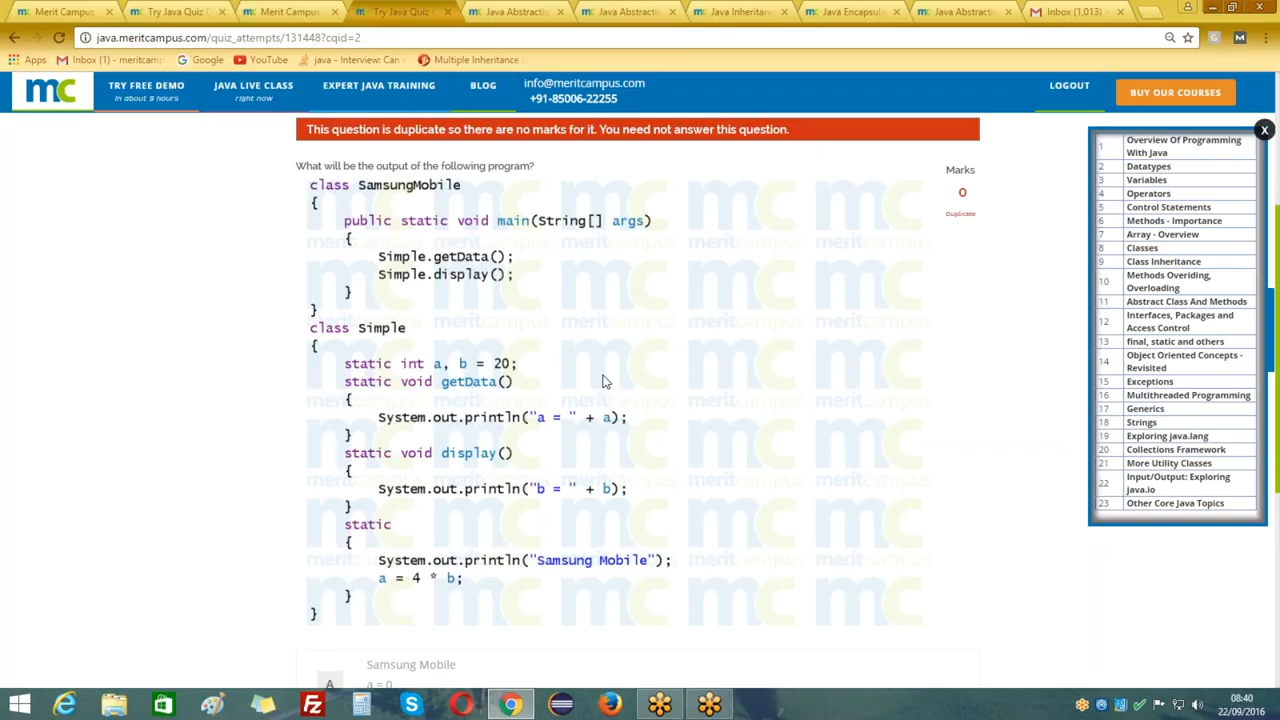 Merit Campus
Try Java Quiz
Merit Campus
Try Java Quiz
Java Abstraction
Java Abstractio
Java Inheritanc
Java Encapsulat
Java Abstraction
Inbox (1,013)
java.meritcampus.com/quiz_attempts/131448?cqid=2
Apps
Inbox (1) - meritcamp
Google
YouTube
java - Interview: Can
Multiple Inheritance
mc
TRY FREE DEMO
in about 9 hours
JAVA LIVE CLASS
right now
EXPERT JAVA TRAINING
BLOG
info@meritcampus.com
+91-85006-22255
LOGOUT
BUY OUR COURSES
This question is duplicate so there are no marks for it. You need not answer this question.
What will be the output of the following program?
Marks
0
Duplicate
class SamsungMobile
{
public static void main(String[] args)
{
Simple.getData();
Simple.display();
}
}
class Simple
{
static int a, b = 20;
static void getData()
{
System.out.println("a = " + a);
}
static void display()
{
System.out.println("b = " + b);
}
static
{
System.out.println("Samsung Mobile");
a = 4 * b;
}
}
A
Samsung Mobile
a = 0
X
1 Overview Of Programming With Java
2 Datatypes
3 Variables
4 Operators
5 Control Statements
6 Methods - Importance
7 Array - Overview
8 Classes
9 Class Inheritance
10 Methods Overiding, Overloading
11 Abstract Class And Methods
12 Interfaces, Packages and Access Control
13 final, static and others
14 Object Oriented Concepts - Revisited
15 Exceptions
16 Multithreaded Programming
17 Generics
18 Strings
19 Exploring java.lang
20 Collections Framework
21 More Utility Classes
22 Input/Output: Exploring java.io
23 Other Core Java Topics
08:40
22/09/2016